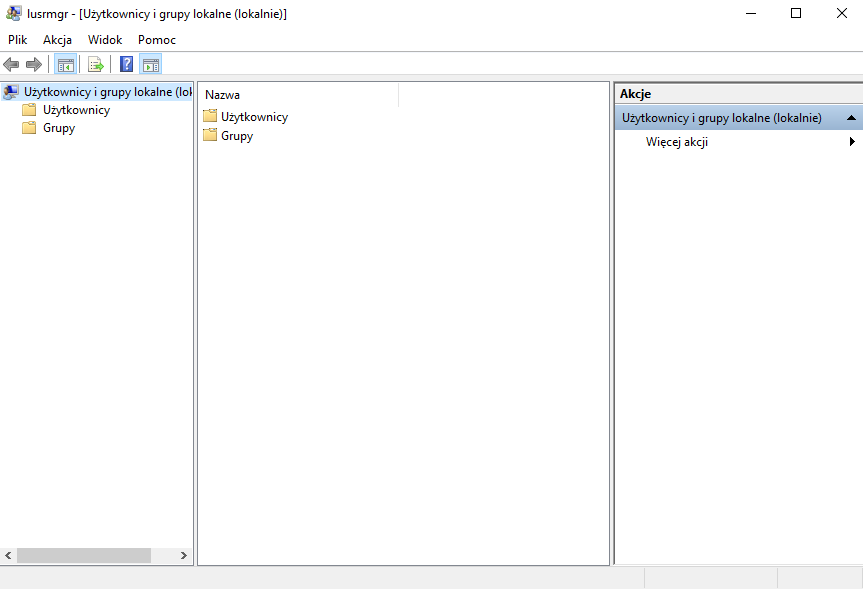 lusrmgr - [Użytkownicy i grupy lokalne (lokalnie)]
Plik Akcja Widok Pomoc
Użytkownicy i grupy lokalne (lok
Użytkownicy
Grupy
Nazwa
Użytkownicy
Grupy
Akcje
Użytkownicy i grupy lokalne (lokalnie)
Więcej akcji